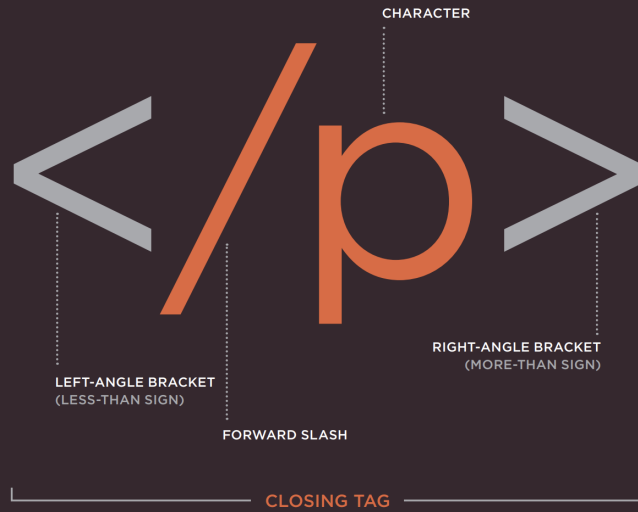 CHARACTER
</p>
RIGHT-ANGLE BRACKET
(MORE-THAN SIGN)
LEFT-ANGLE BRACKET
(LESS-THAN SIGN)
FORWARD SLASH
CLOSING TAG